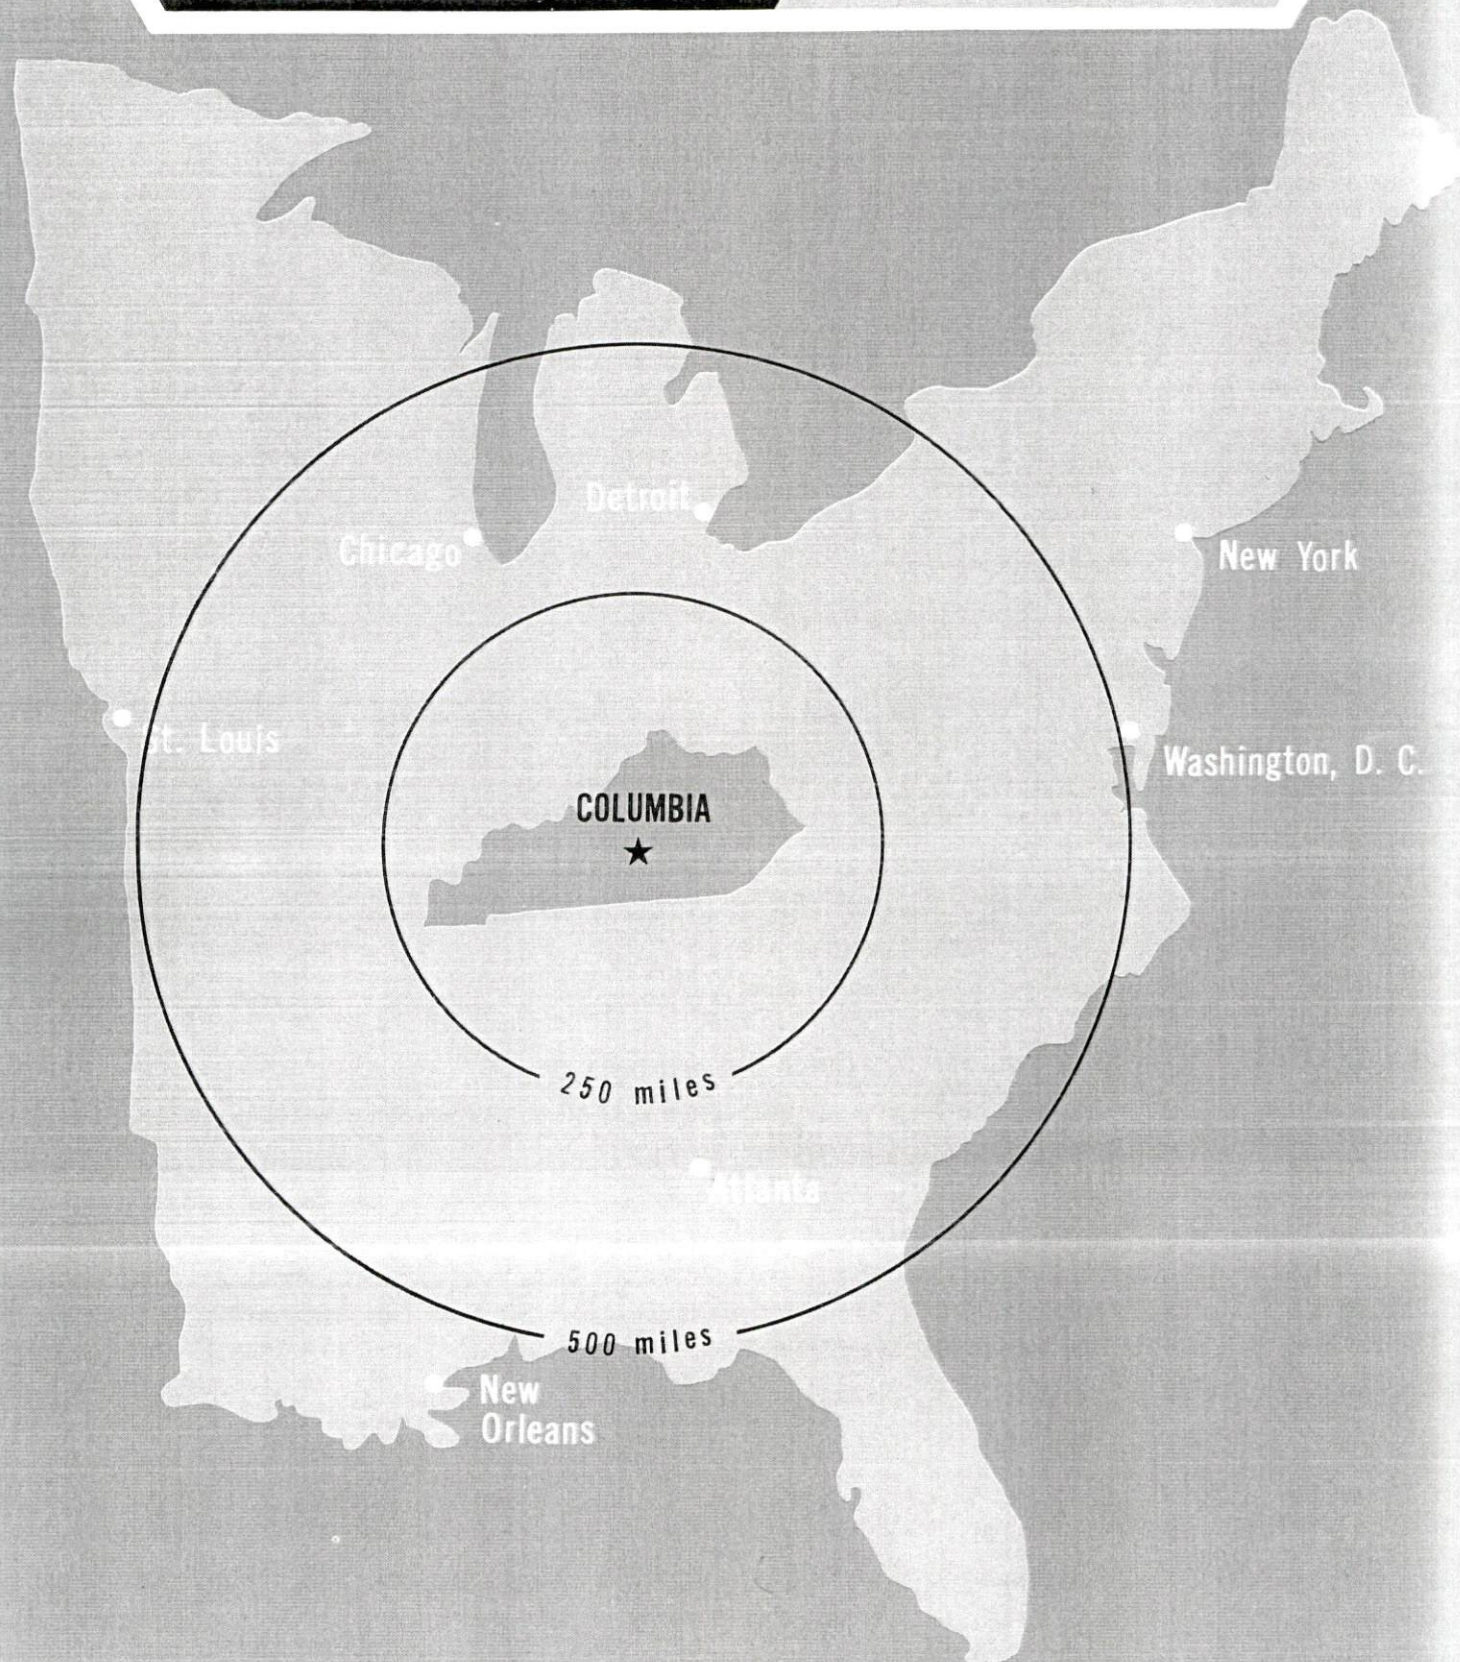 Detroit
Chicago
New York
St. Louis
Washington, D. C.
COLUMBIA
250 miles
Atlanta
500 miles
New
Orleans